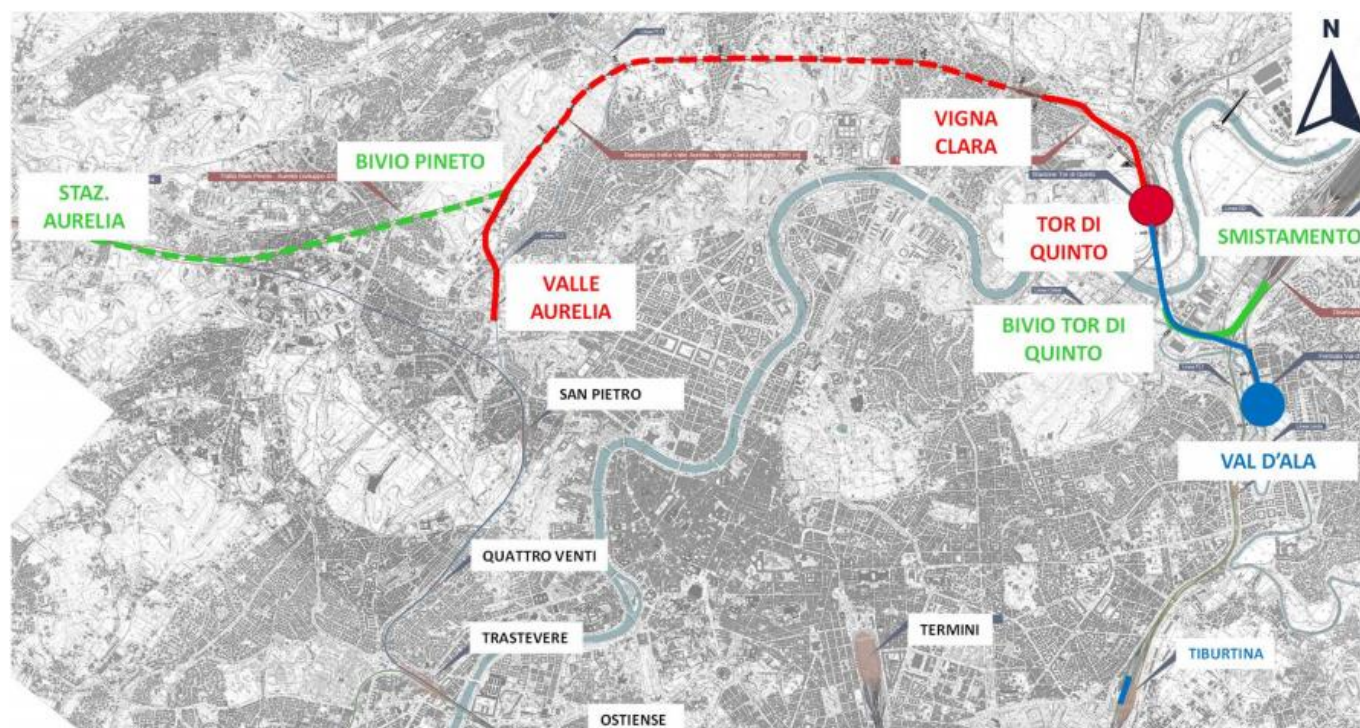 N
VIGNA
CLARA
BIVIO PINETO
STAZ.
AURELIA
TOR DI
QUINTO
SMISTAMENTO
VALLE
AURELIA
BIVIO TOR DI
QUINTO
SAN PIETRO
VAL D'ALA
QUATTRO VENTI
TRASTEVERE
TERMINI
TIBURTINA
OSTIENSE